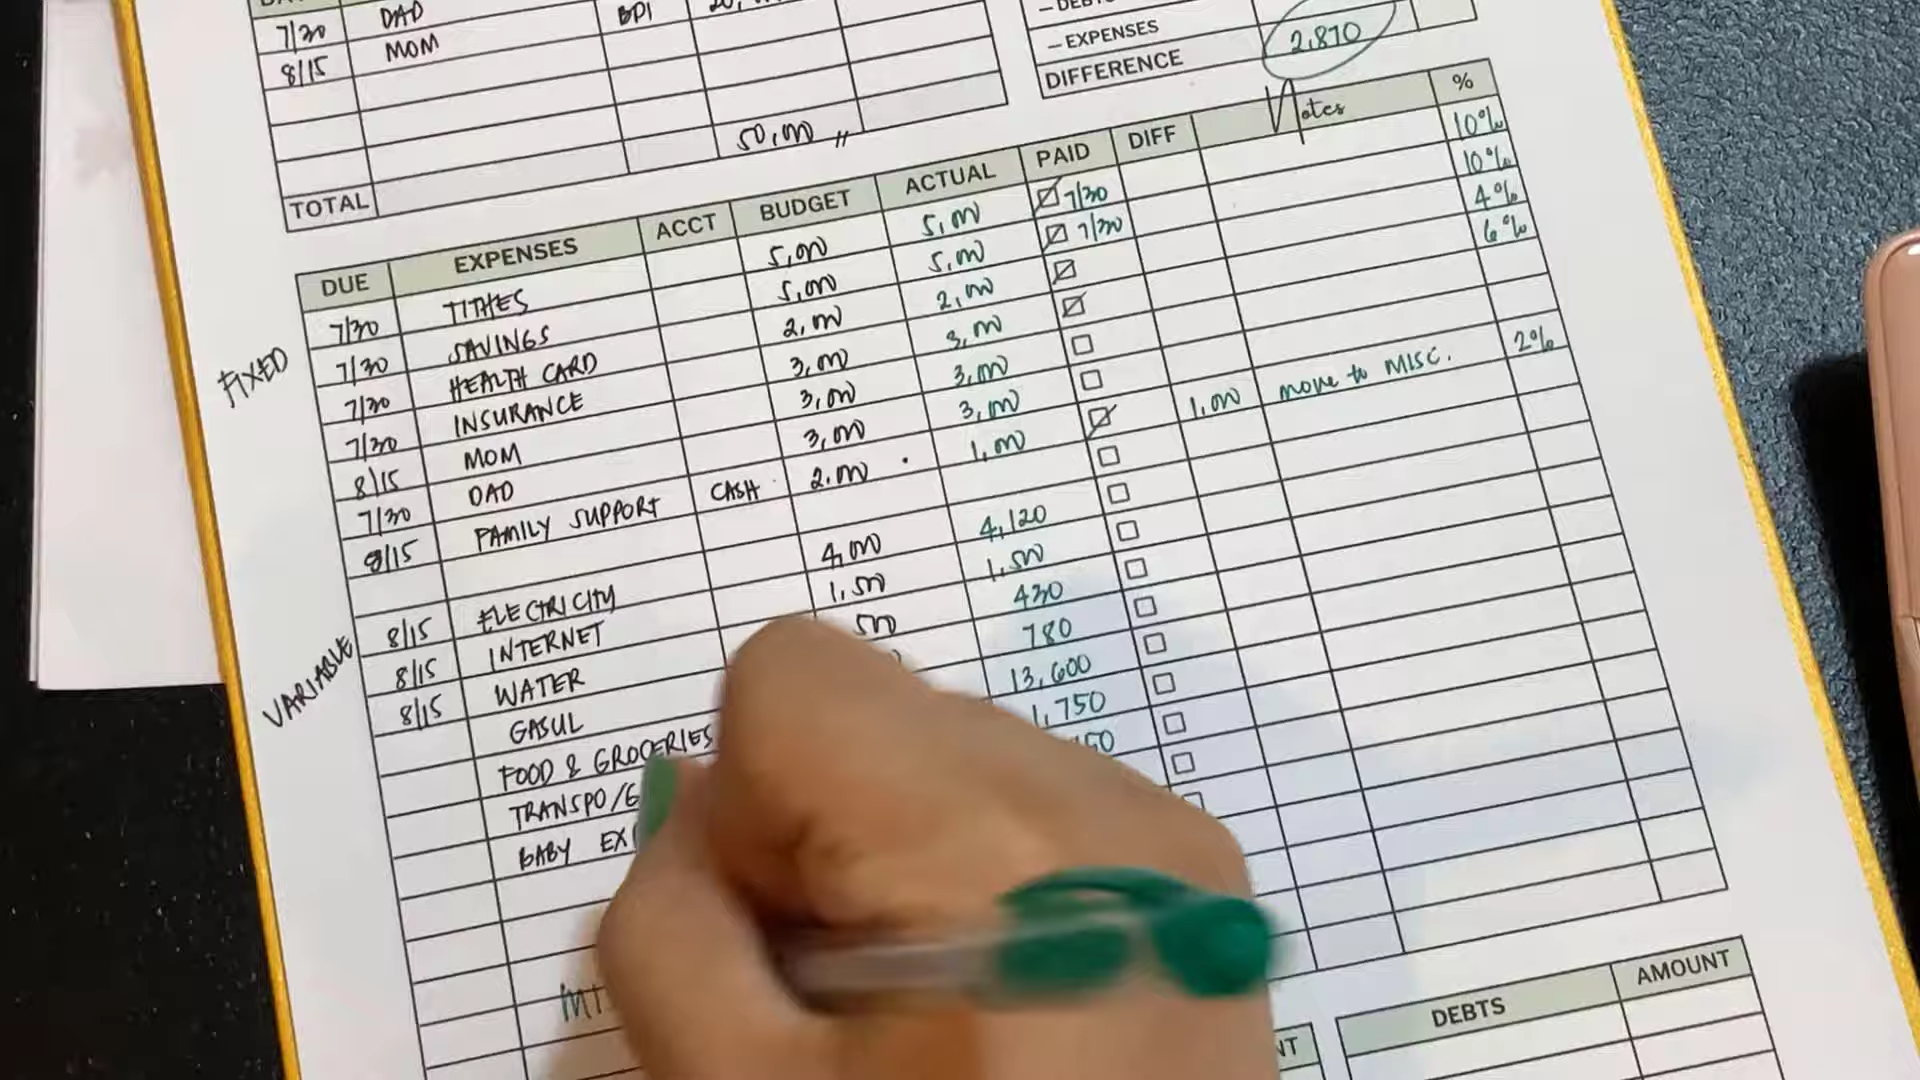 7/30 DAD BPI
8/15 MOM
50,000 "
TOTAL
– EXPENSES
DIFFERENCE 2,870
DUE EXPENSES ACCT BUDGET ACTUAL PAID DIFF Notes %
FIXED
7/30 TITHES 5,000 5,000 7/30 10%
7/30 SAVINGS 5,000 5,000 7/30 10%
7/30 HEALTH CARD 2,000 2,000 4%
7/30 INSURANCE 3,000 3,000 6%
8/15 MOM 3,000 3,000
7/30 DAD 3,000 3,000
8/15 FAMILY SUPPORT CASH 2,000 1,000 1,000 move to MISC. 2%
VARIABLE
8/15 ELECTRICITY 4,000 4,120
8/15 INTERNET 1,500 1,500
8/15 WATER 500 430
GASUL 780
FOOD & GROCERIES 13,600
TRANSPO/G 1,750
BABY EX
DEBTS AMOUNT